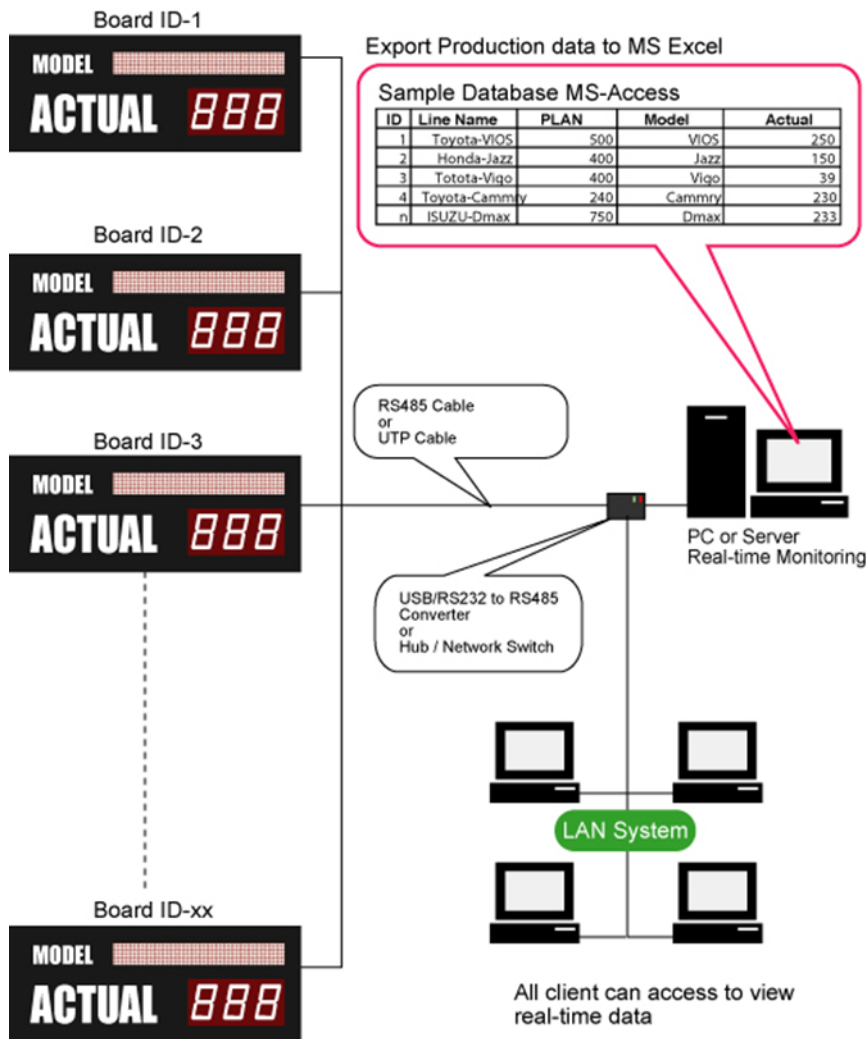 Board ID-1
MODEL
ACTUAL 888
Board ID-2
MODEL
ACTUAL 888
Board ID-3
MODEL
ACTUAL 888
Board ID-xx
MODEL
ACTUAL 888
Export Production data to MS Excel
Sample Database MS-Access
ID Line Name PLAN Model Actual
1 Toyota-VIOS 500 VIOS 250
2 Honda-Jazz 400 Jazz 150
3 Totota-Vigo 400 Vigo 39
4 Toyota-Cammry 240 Cammry 230
n ISUZU-Dmax 750 Dmax 233
RS485 Cable
or
UTP Cable
PC or Server
Real-time Monitoring
USB/RS232 to RS485
Converter
or
Hub / Network Switch
LAN System
All client can access to view
real-time data